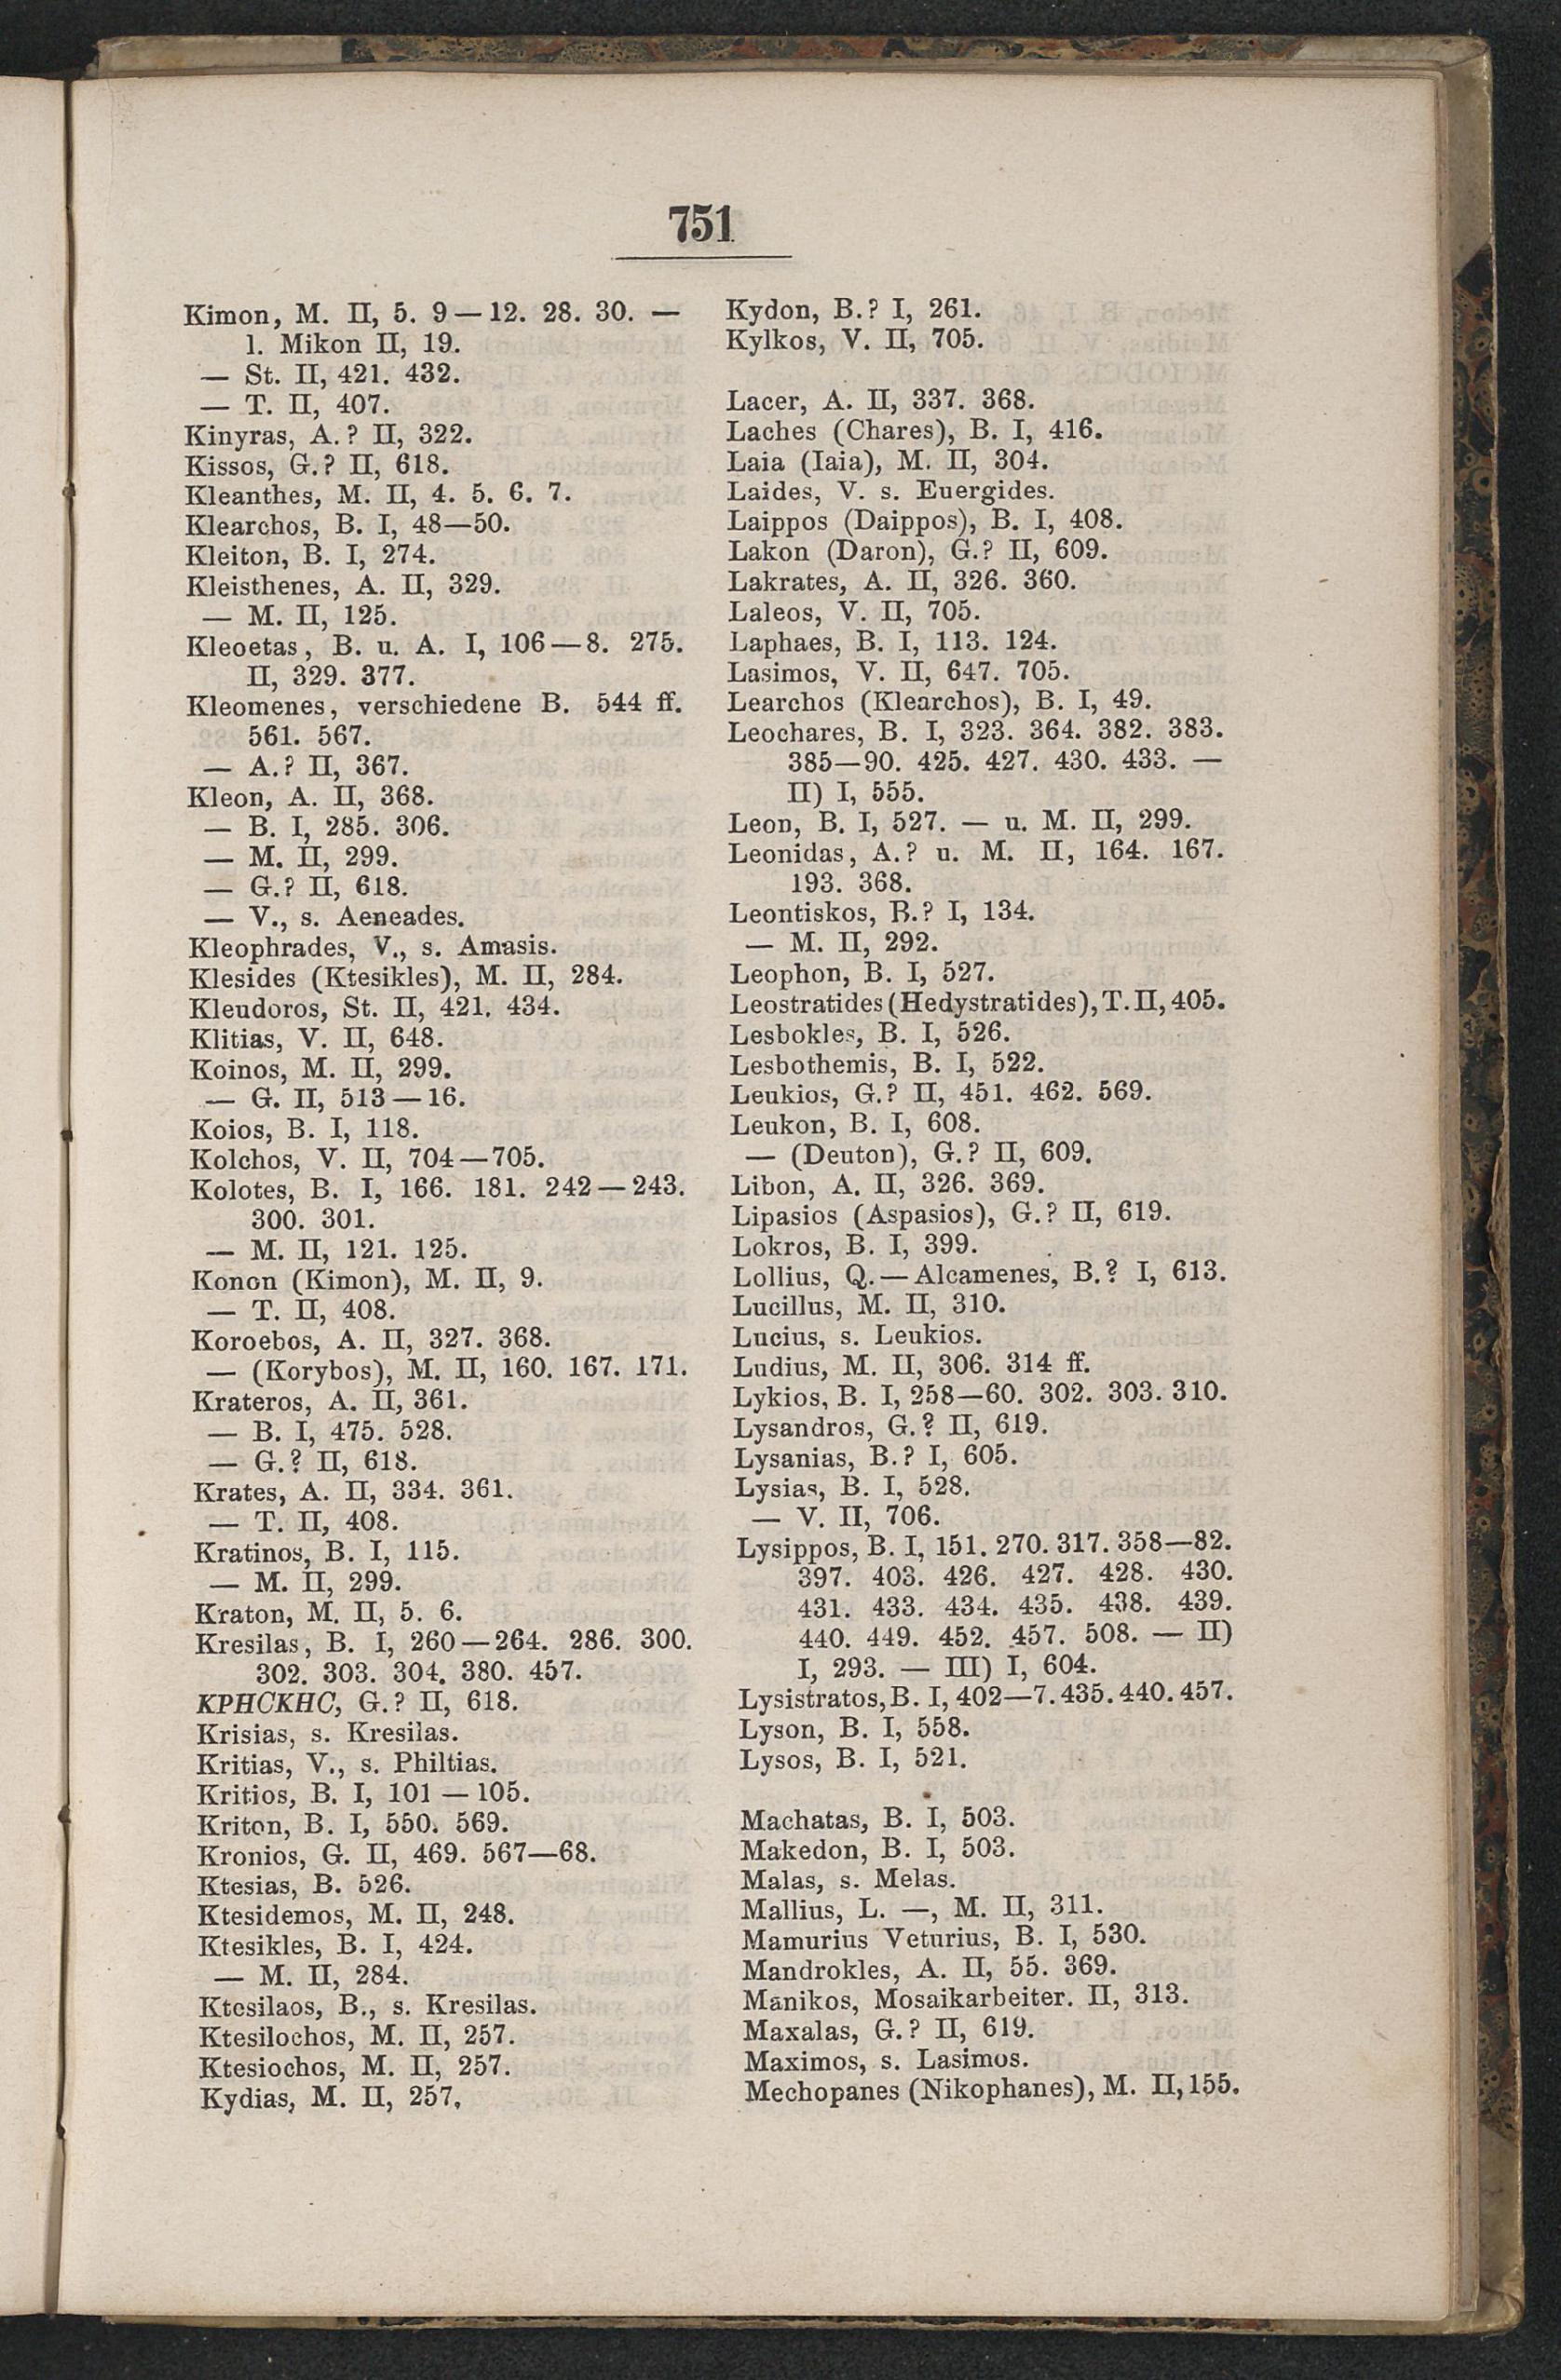 751
Kimon, M. II, 5. 9 — 12. 28. 30. —
l. Mikon II, 19.
— St. II, 421. 432.
— T. II, 407.
Kinyras, A.? II, 322.
Kissos, G.? II, 618.
Kleanthes, M. II, 4. 5. 6. 7.
Klearchos, B. I, 48—50.
Kleiton, B. I, 274.
Kleisthenes, A. II, 329.
— M. II, 125.
Kleoetas, B. u. A. I, 106 — 8. 275.
II, 329. 377.
Kleomenes, verschiedene B. 544 ff.
561. 567.
— A.? II, 367.
Kleon, A. II, 368.
— B. I, 285. 306.
— M. II, 299.
— G.? II, 618.
— V., s. Aeneades.
Kleophrades, V., s. Amasis.
Klesides (Ktesikles), M. II, 284.
Kleudoros, St. II, 421. 434.
Klitias, V. II, 648.
Koinos, M. II, 299.
— G. II, 513 — 16.
Koios, B. I, 118.
Kolchos, V. II, 704 — 705.
Kolotes, B. I, 166. 181. 242 — 243.
300. 301.
— M. II, 121. 125.
Konon (Kimon), M. II, 9.
— T. II, 408.
Koroebos, A. II, 327. 368.
— (Korybos), M. II, 160. 167. 171.
Krateros, A. II, 361.
— B. I, 475. 528.
— G.? II, 618.
Krates, A. II, 334. 361.
— T. II, 408.
Kratinos, B. I, 115.
— M. II, 299.
Kraton, M. II, 5. 6.
Kresilas, B. I, 260 — 264. 286. 300.
302. 303. 304. 380. 457.
KPHCKHC, G.? II, 618.
Krisias, s. Kresilas.
Kritias, V., s. Philtias.
Kritios, B. I, 101 — 105.
Kriton, B. I, 550. 569.
Kronios, G. II, 469. 567—68.
Ktesias, B. 526.
Ktesidemos, M. II, 248.
Ktesikles, B. I, 424.
— M. II, 284.
Ktesilaos, B., s. Kresilas.
Ktesilochos, M. II, 257.
Ktesiochos, M. II, 257.
Kydias, M. II, 257,
Kydon, B.? I, 261.
Kylkos, V. II, 705.
Lacer, A. II, 337. 368.
Laches (Chares), B. I, 416.
Laia (Iaia), M. II, 304.
Laides, V. s. Euergides.
Laippos (Daippos), B. I, 408.
Lakon (Daron), G.? II, 609.
Lakrates, A. II, 326. 360.
Laleos, V. II, 705.
Laphaes, B. I, 113. 124.
Lasimos, V. II, 647. 705.
Learchos (Klearchos), B. I, 49.
Leochares, B. I, 323. 364. 382. 383.
385—90. 425. 427. 430. 433. —
II) I, 555.
Leon, B. I, 527. — u. M. II, 299.
Leonidas, A.? u. M. II, 164. 167.
193. 368.
Leontiskos, B.? I, 134.
— M. II, 292.
Leophon, B. I, 527.
Leostratides (Hedystratides), T. II, 405.
Lesbokles, B. I, 526.
Lesbothemis, B. I, 522.
Leukios, G.? II, 451. 462. 569.
Leukon, B. I, 608.
— (Deuton), G.? II, 609.
Libon, A. II, 326. 369.
Lipasios (Aspasios), G.? II, 619.
Lokros, B. I, 399.
Lollius, Q. — Alcamenes, B.? I, 613.
Lucillus, M. II, 310.
Lucius, s. Leukios.
Ludius, M. II, 306. 314 ff.
Lykios, B. I, 258—60. 302. 303. 310.
Lysandros, G.? II, 619.
Lysanias, B.? I, 605.
Lysias, B. I, 528.
— V. II, 706.
Lysippos, B. I, 151. 270. 317. 358—82.
397. 403. 426. 427. 428. 430.
431. 433. 434. 435. 438. 439.
440. 449. 452. 457. 508. — II)
I, 293. — III) I, 604.
Lysistratos, B. I, 402—7. 435. 440. 457.
Lyson, B. I, 558.
Lysos, B. I, 521.
Machatas, B. I, 503.
Makedon, B. I, 503.
Malas, s. Melas.
Mallius, L. —, M. II, 311.
Mamurius Veturius, B. I, 530.
Mandrokles, A. II, 55. 369.
Manikos, Mosaikarbeiter. II, 313.
Maxalas, G.? II, 619.
Maximos, s. Lasimos.
Mechopanes (Nikophanes), M. II, 155.